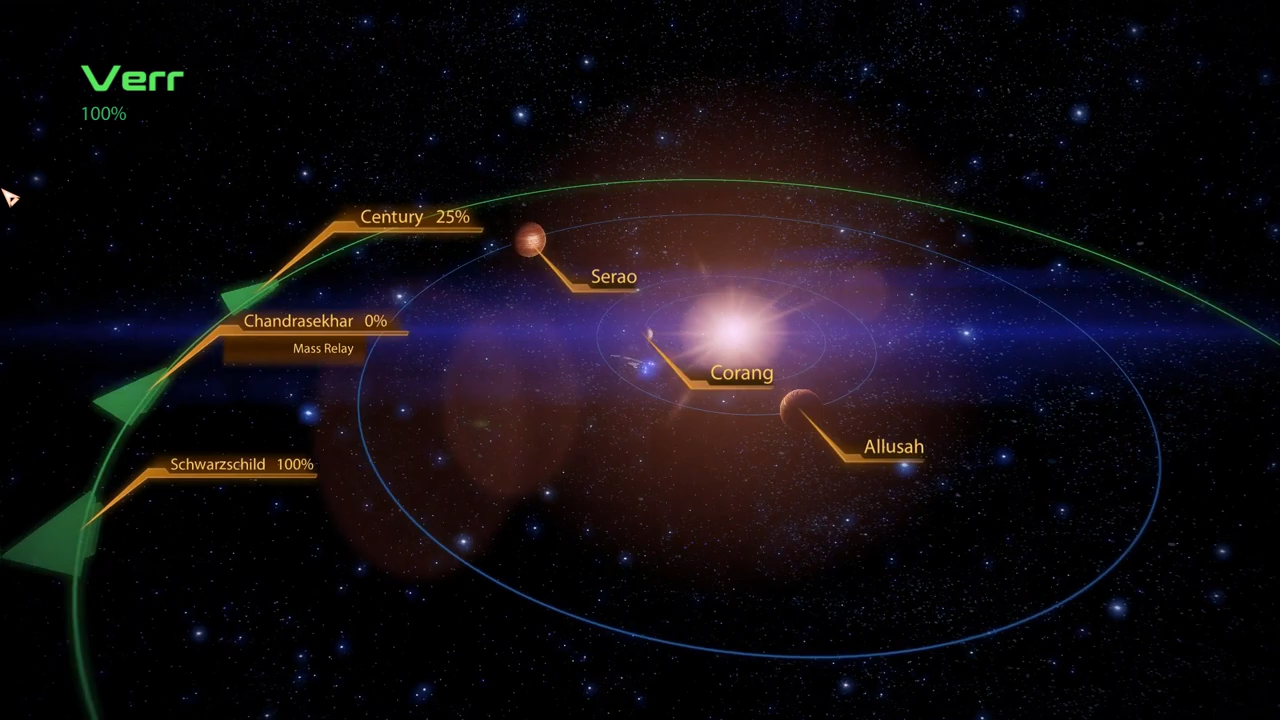 Verr
100%
Century 25%
Serao
Chandrasekhar 0%
Mass Relay
Corang
Allusah
Schwarzschild 100%